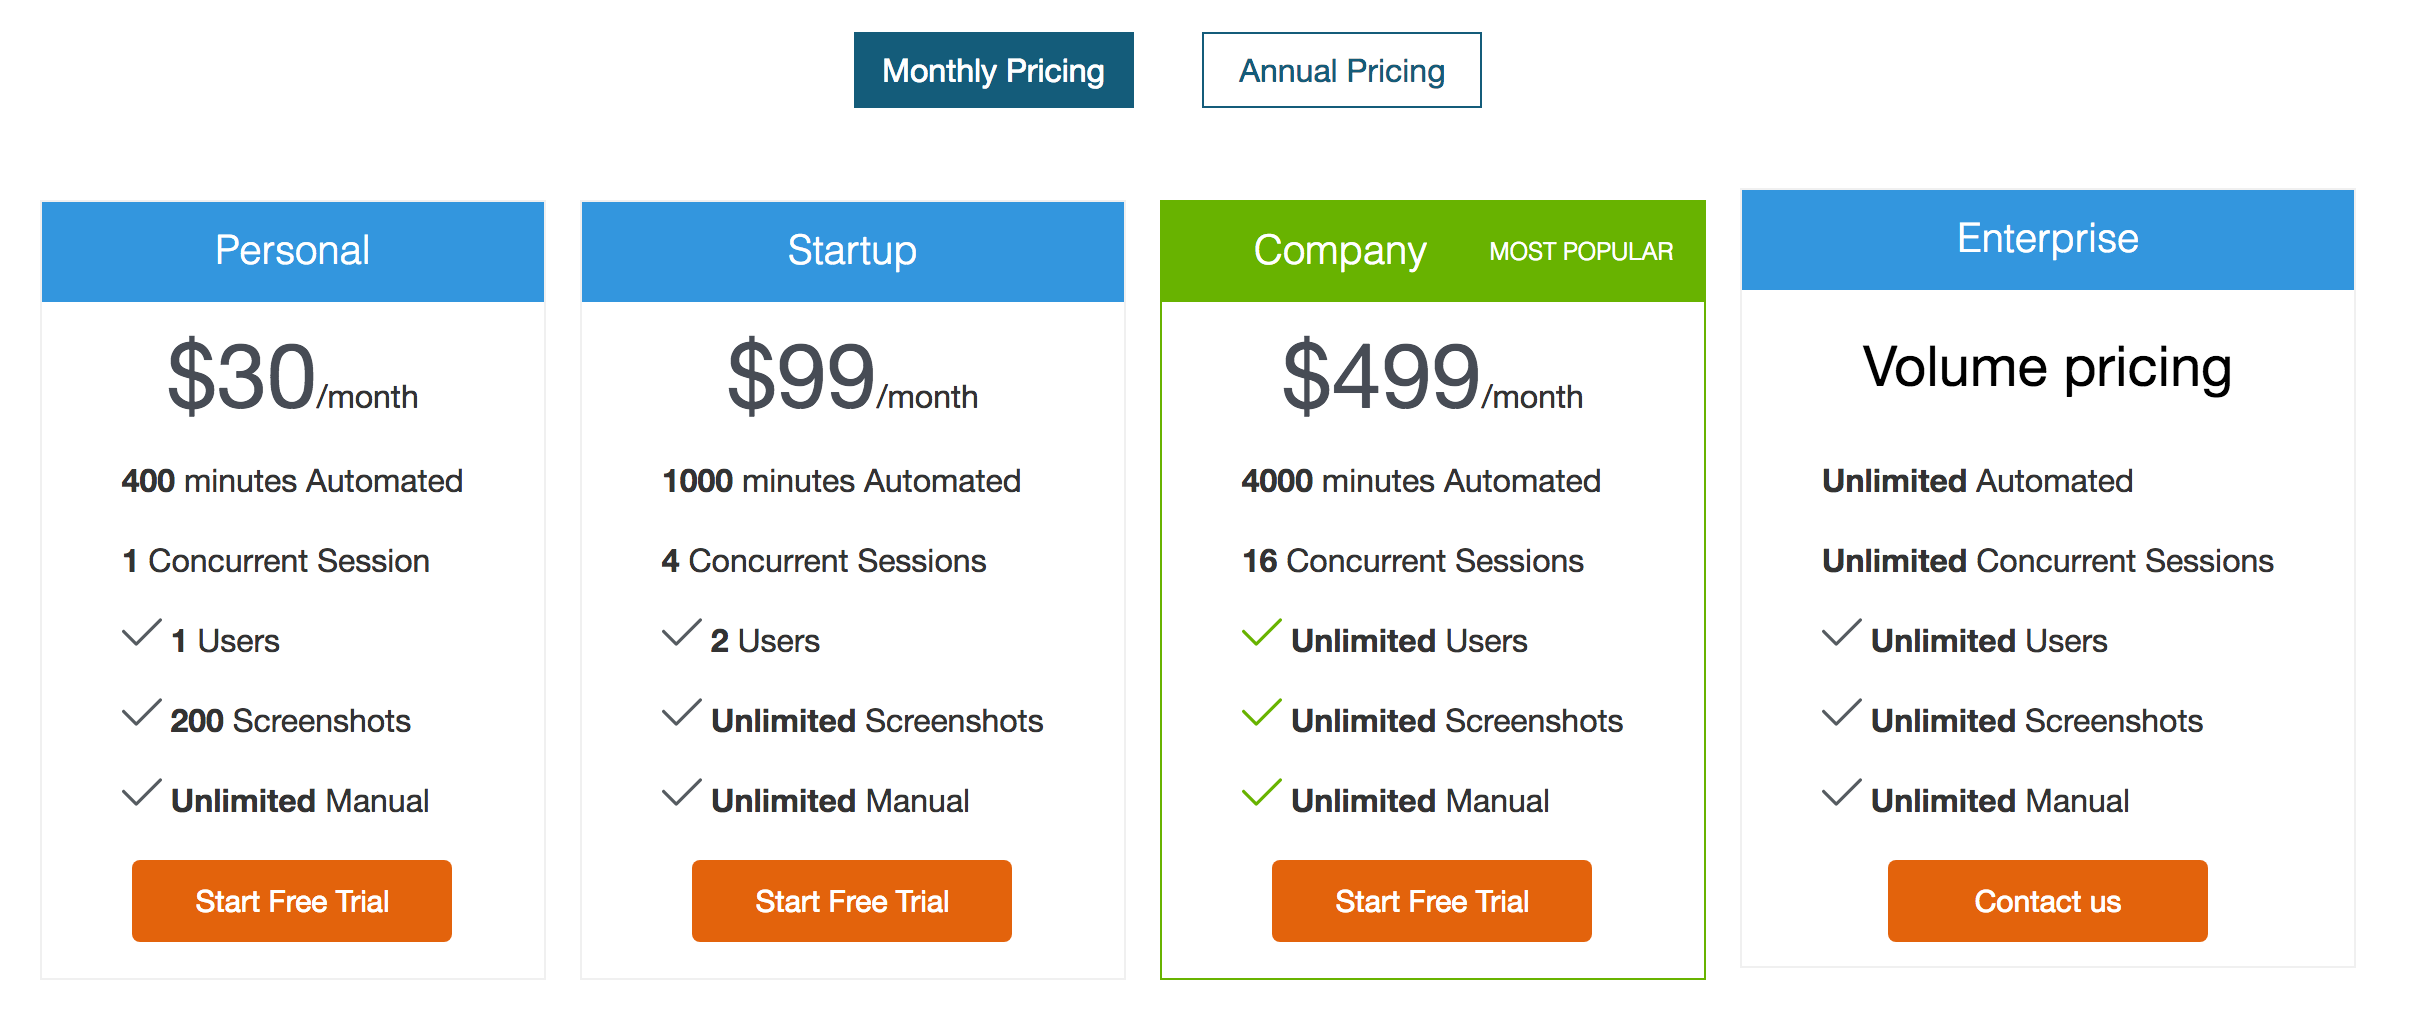 Monthly Pricing
Annual Pricing
Personal
$30/month
400 minutes Automated
1 Concurrent Session
1 Users
200 Screenshots
Unlimited Manual
Start Free Trial
Startup
$99/month
1000 minutes Automated
4 Concurrent Sessions
2 Users
Unlimited Screenshots
Unlimited Manual
Start Free Trial
Company MOST POPULAR
$499/month
4000 minutes Automated
16 Concurrent Sessions
Unlimited Users
Unlimited Screenshots
Unlimited Manual
Start Free Trial
Enterprise
Volume pricing
Unlimited Automated
Unlimited Concurrent Sessions
Unlimited Users
Unlimited Screenshots
Unlimited Manual
Contact us